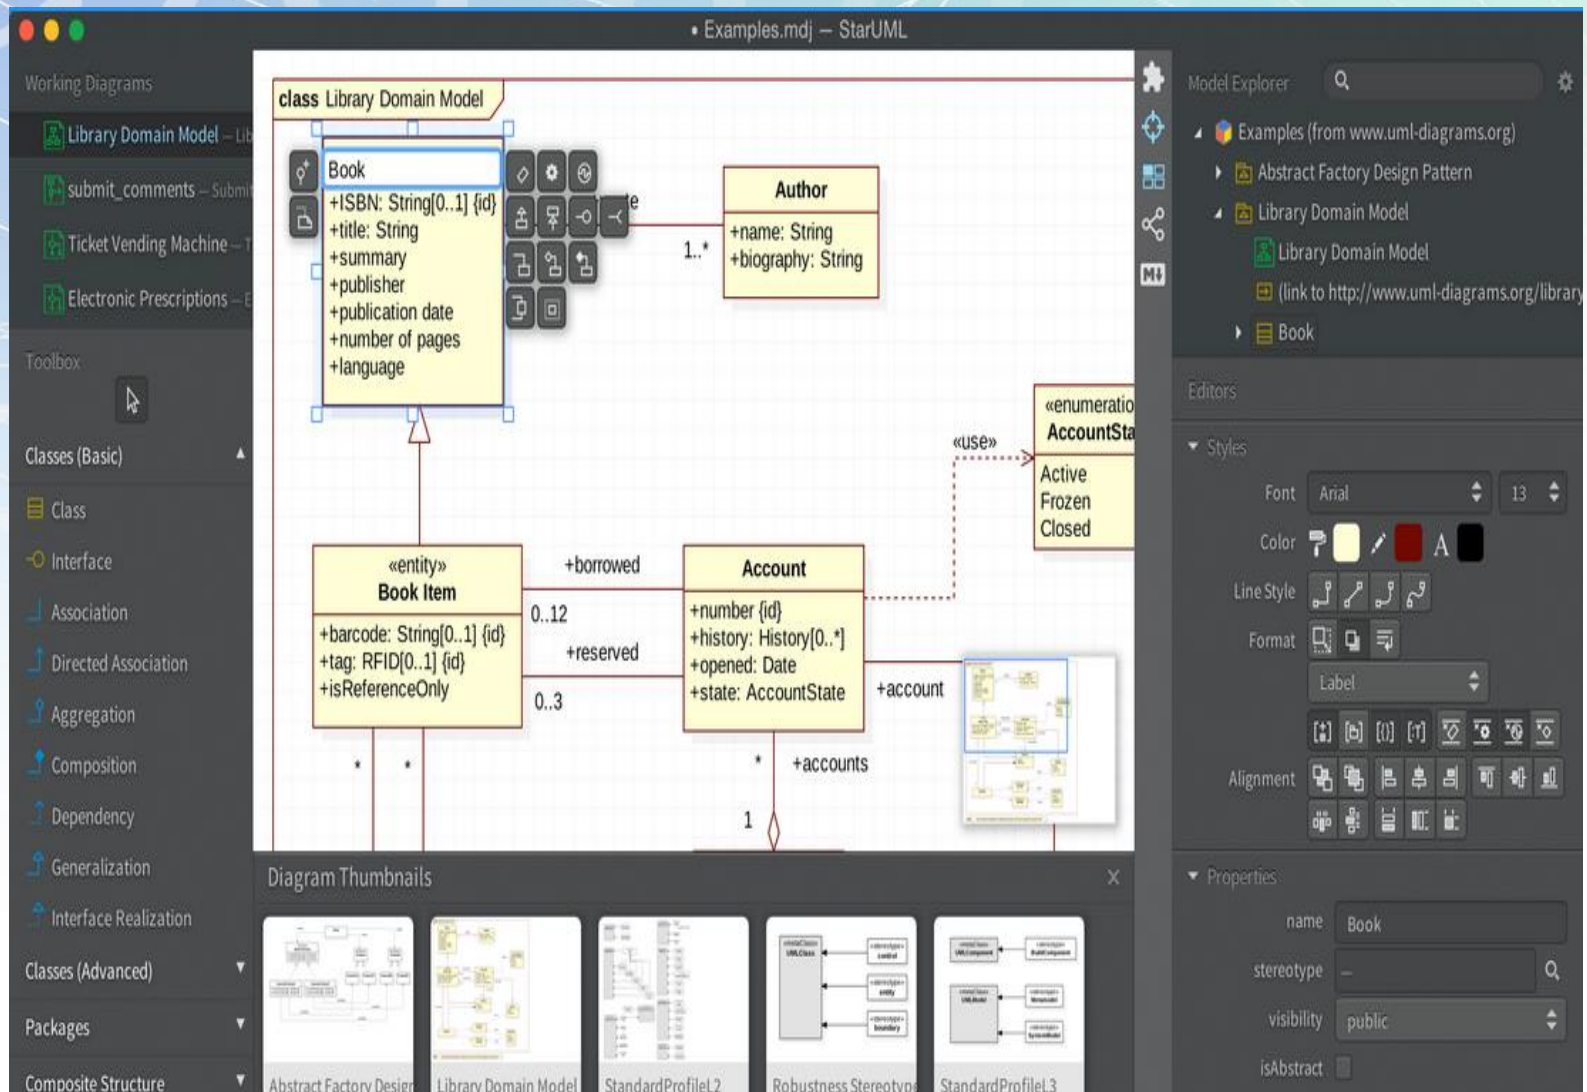 • Examples.mdj — StarUML
Working Diagrams
Library Domain Model — Lib
submit_comments — Submit
Ticket Vending Machine — T
Electronic Prescriptions — E
Toolbox
Classes (Basic)
Class
Interface
Association
Directed Association
Aggregation
Composition
Dependency
Generalization
Interface Realization
Classes (Advanced)
Packages
Composite Structure
class Library Domain Model
Book
+ISBN: String[0..1] {id}
+title: String
+summary
+publisher
+publication date
+number of pages
+language
1..*
Author
+name: String
+biography: String
«use»
«enumeratio
AccountSta
Active
Frozen
Closed
«entity»
Book Item
+barcode: String[0..1] {id}
+tag: RFID[0..1] {id}
+isReferenceOnly
+borrowed
0..12
+reserved
0..3
Account
+number {id}
+history: History[0..*]
+opened: Date
+state: AccountState
+account
*
*
*
+accounts
1
Diagram Thumbnails
X
Abstract Factory Design
Library Domain Model
StandardProfileL2
Robustness Stereotype
StandardProfileL3
M↓
Model Explorer
Examples (from www.uml-diagrams.org)
Abstract Factory Design Pattern
Library Domain Model
Library Domain Model
(link to http://www.uml-diagrams.org/library
Book
Editors
Styles
Font Arial 13
Color A
Line Style
Format
Label
Alignment
Properties
name Book
stereotype —
visibility public
isAbstract